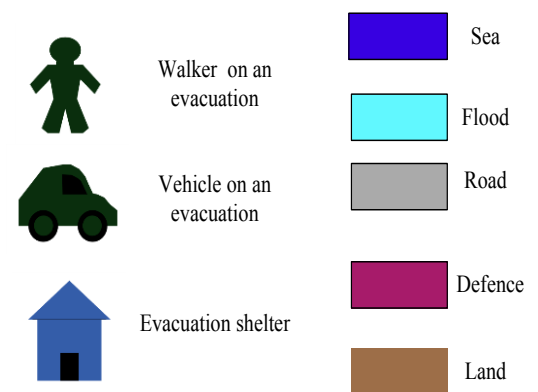 Walker on an
evacuation
Vehicle on an
evacuation
Evacuation shelter
Sea
Flood
Road
Defence
Land